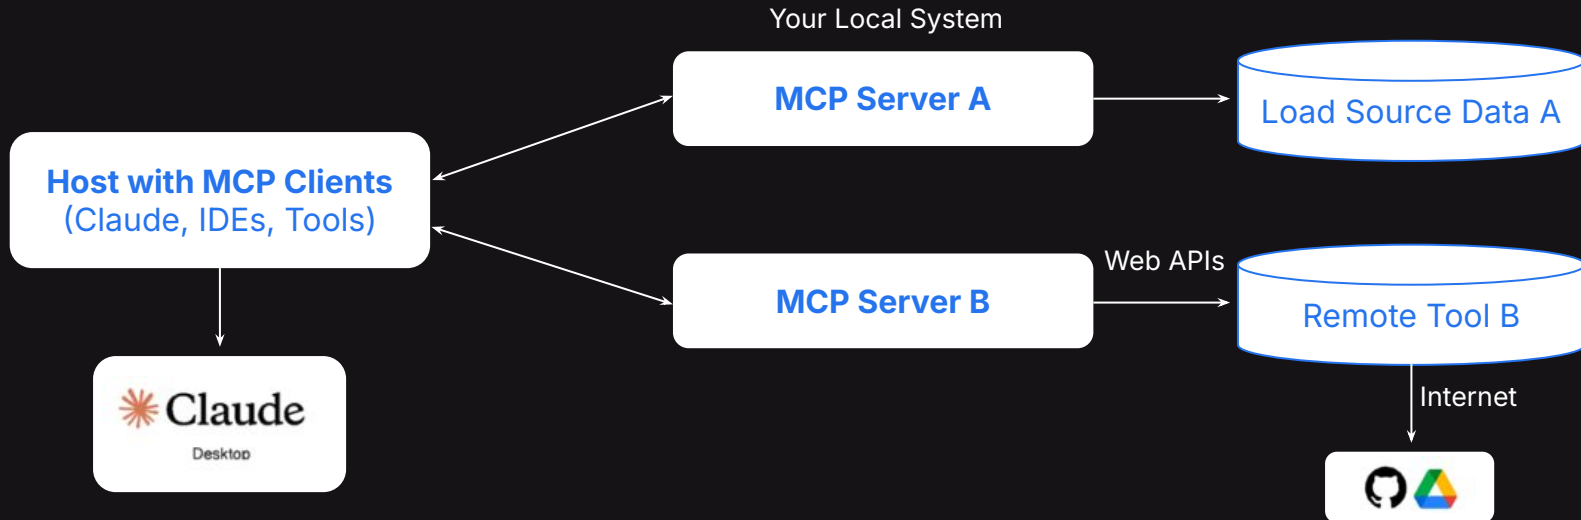 Your Local System
MCP Server A
Load Source Data A
Host with MCP Clients
(Claude, IDEs, Tools)
Web APIs
MCP Server B
Remote Tool B
Claude
Desktop
Internet